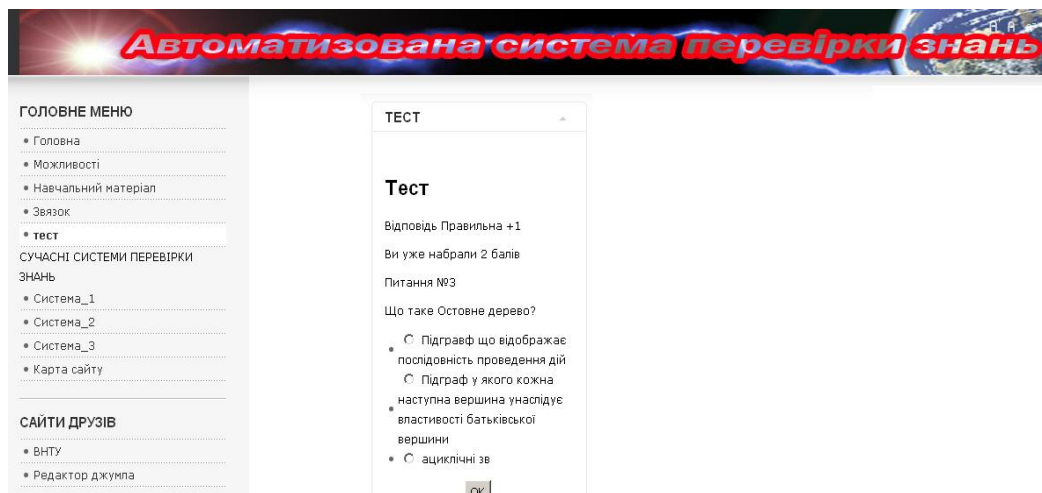 Автоматизована система перевірки знань
A A A
ГОЛОВНЕ МЕНЮ
Головна
Можливості
Навчальний матеріал
Звязок
тест
СУЧАСНІ СИСТЕМИ ПЕРЕВІРКИ
ЗНАНЬ
Система_1
Система_2
Система_3
Карта сайту
САЙТИ ДРУЗІВ
ВНТУ
Редактор джумла
ТЕСТ
Тест
Відповідь Правильна +1
Ви уже набрали 2 балів
Питання №3
Що таке Остовне дерево?
Підгравф що відображає
послідовність проведення дій
Підграф у якого кожна
наступна вершина унаслідує
властивості батьківської
вершини
ациклічні зв
ОК